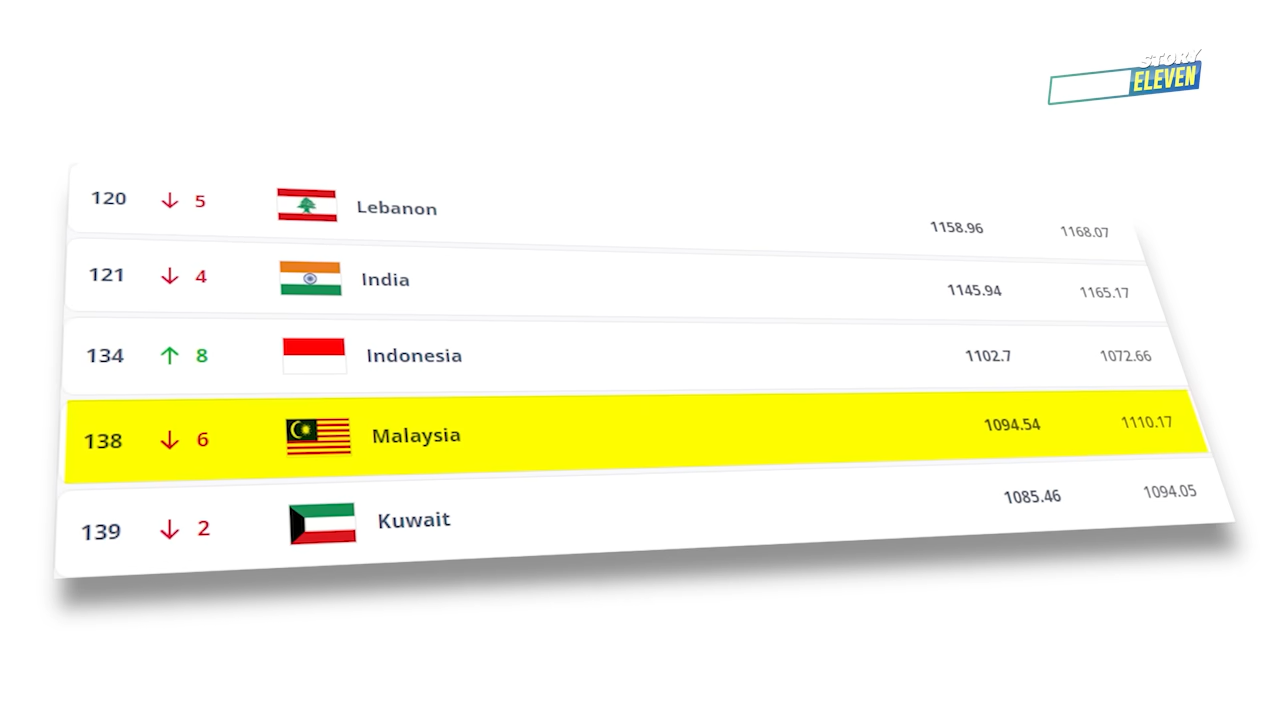 STORY
ELEVEN
120 ↓ 5 Lebanon 1158.96 1168.07
121 ↓ 4 India 1145.94 1165.17
134 ↑ 8 Indonesia 1102.7 1072.66
138 ↓ 6 Malaysia 1094.54 1110.17
139 ↓ 2 Kuwait 1085.46 1094.05